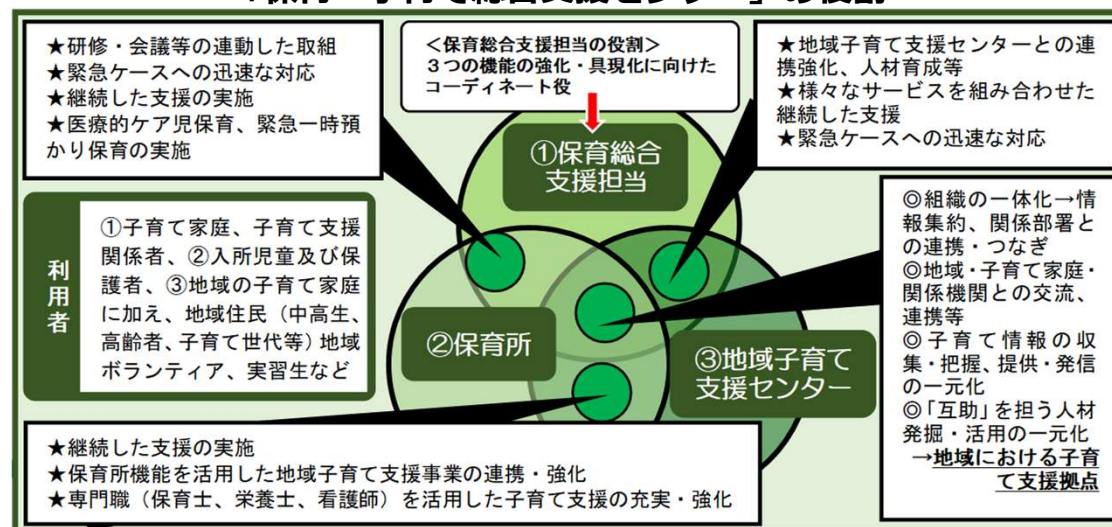 「保育・子育て総合支援センター」の役割
★研修・会議等の連動した取組
★緊急ケースへの迅速な対応
★継続した支援の実施
★医療的ケア児保育、緊急一時預
かり保育の実施
＜保育総合支援担当の役割＞
３つの機能の強化・具現化に向けた
コーディネート役
★地域子育て支援センターとの連
携強化、人材育成等
★様々なサービスを組み合わせた
継続した支援
★緊急ケースへの迅速な対応
①保育総合
支援担当
利用者
①子育て家庭、子育て支援
関係者、②入所児童及び保
護者、③地域の子育て家庭
に加え、地域住民（中高生、
高齢者、子育て世代等）地域
ボランティア、実習生など
②保育所
③地域子育て
支援センター
◎組織の一体化→情
報集約、関係部署と
の連携・つなぎ
◎地域・子育て家庭・
関係機関との交流、
連携等
◎子育て情報の収
集・把握、提供・発信
の一元化
◎「互助」を担う人材
発掘・活用の一元化
→地域における子育
て支援拠点
★継続した支援の実施
★保育所機能を活用した地域子育て支援事業の連携・強化
★専門職（保育士、栄養士、看護師）を活用した子育て支援の充実・強化